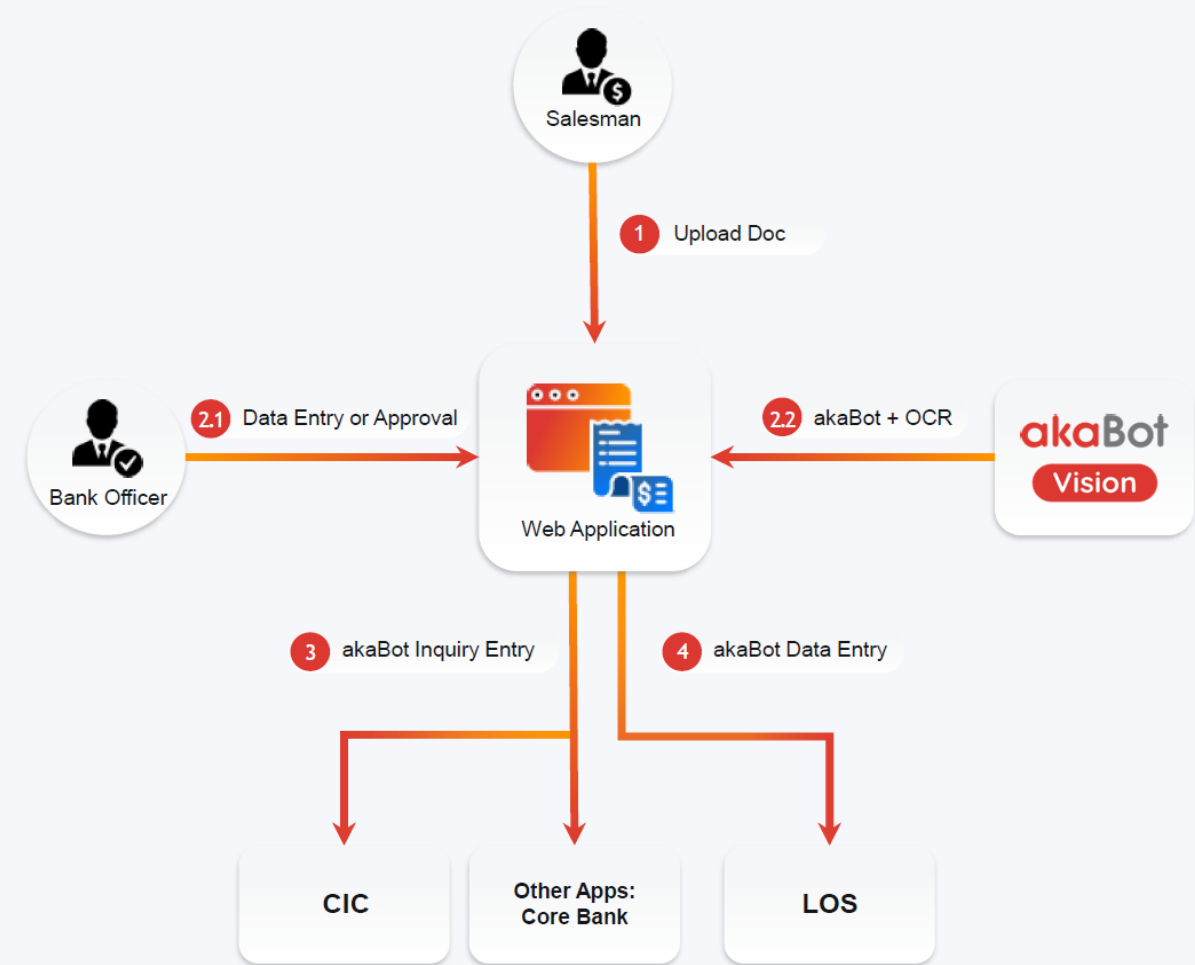 Salesman
1 Upload Doc
2.1 Data Entry or Approval
2.2 akaBot + OCR
akaBot
Vision
Bank Officer
Web Application
3 akaBot Inquiry Entry
4 akaBot Data Entry
CIC
Other Apps:
Core Bank
LOS